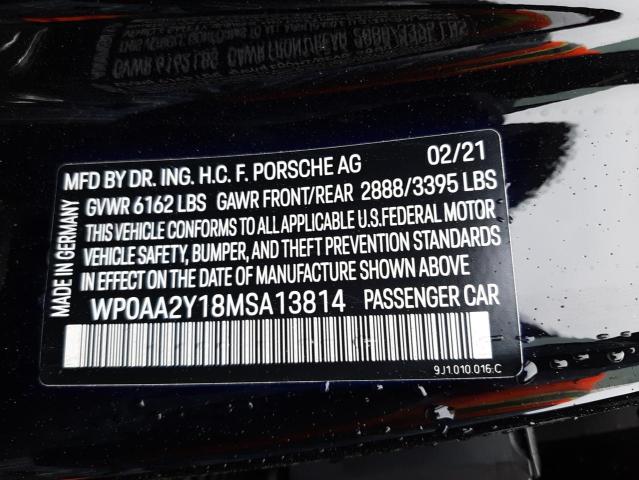 MFD BY DR. ING. H.C. F. PORSCHE AG 02/21
GVWR 6162 LBS GAWR FRONT/REAR 2888/3395 LBS
THIS VEHICLE CONFORMS TO ALL APPLICABLE U.S.FEDERAL MOTOR
VEHICLE SAFETY, BUMPER, AND THEFT PREVENTION STANDARDS
IN EFFECT ON THE DATE OF MANUFACTURE SHOWN ABOVE
WP0AA2Y18MSA13814 PASSENGER CAR
9J1.010.016.C
MADE IN GERMANY